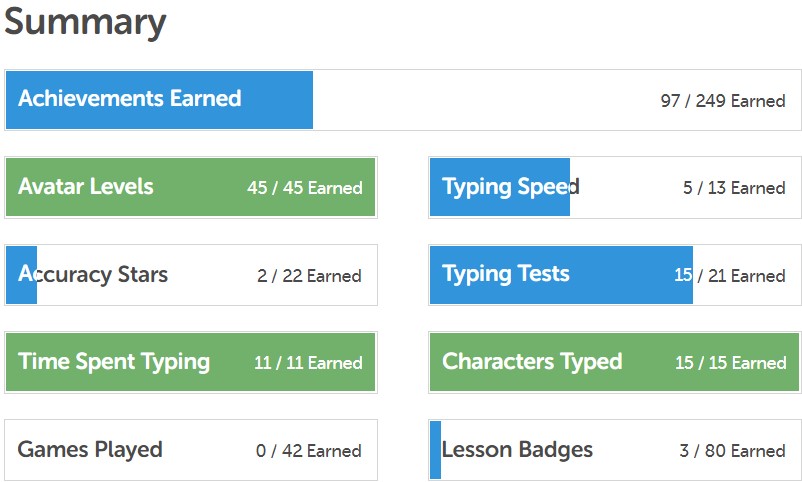 Summary
Achievements Earned 97 / 249 Earned
Avatar Levels 45 / 45 Earned
Typing Speed 5 / 13 Earned
Accuracy Stars 2 / 22 Earned
Typing Tests 15 / 21 Earned
Time Spent Typing 11 / 11 Earned
Characters Typed 15 / 15 Earned
Games Played 0 / 42 Earned
Lesson Badges 3 / 80 Earned